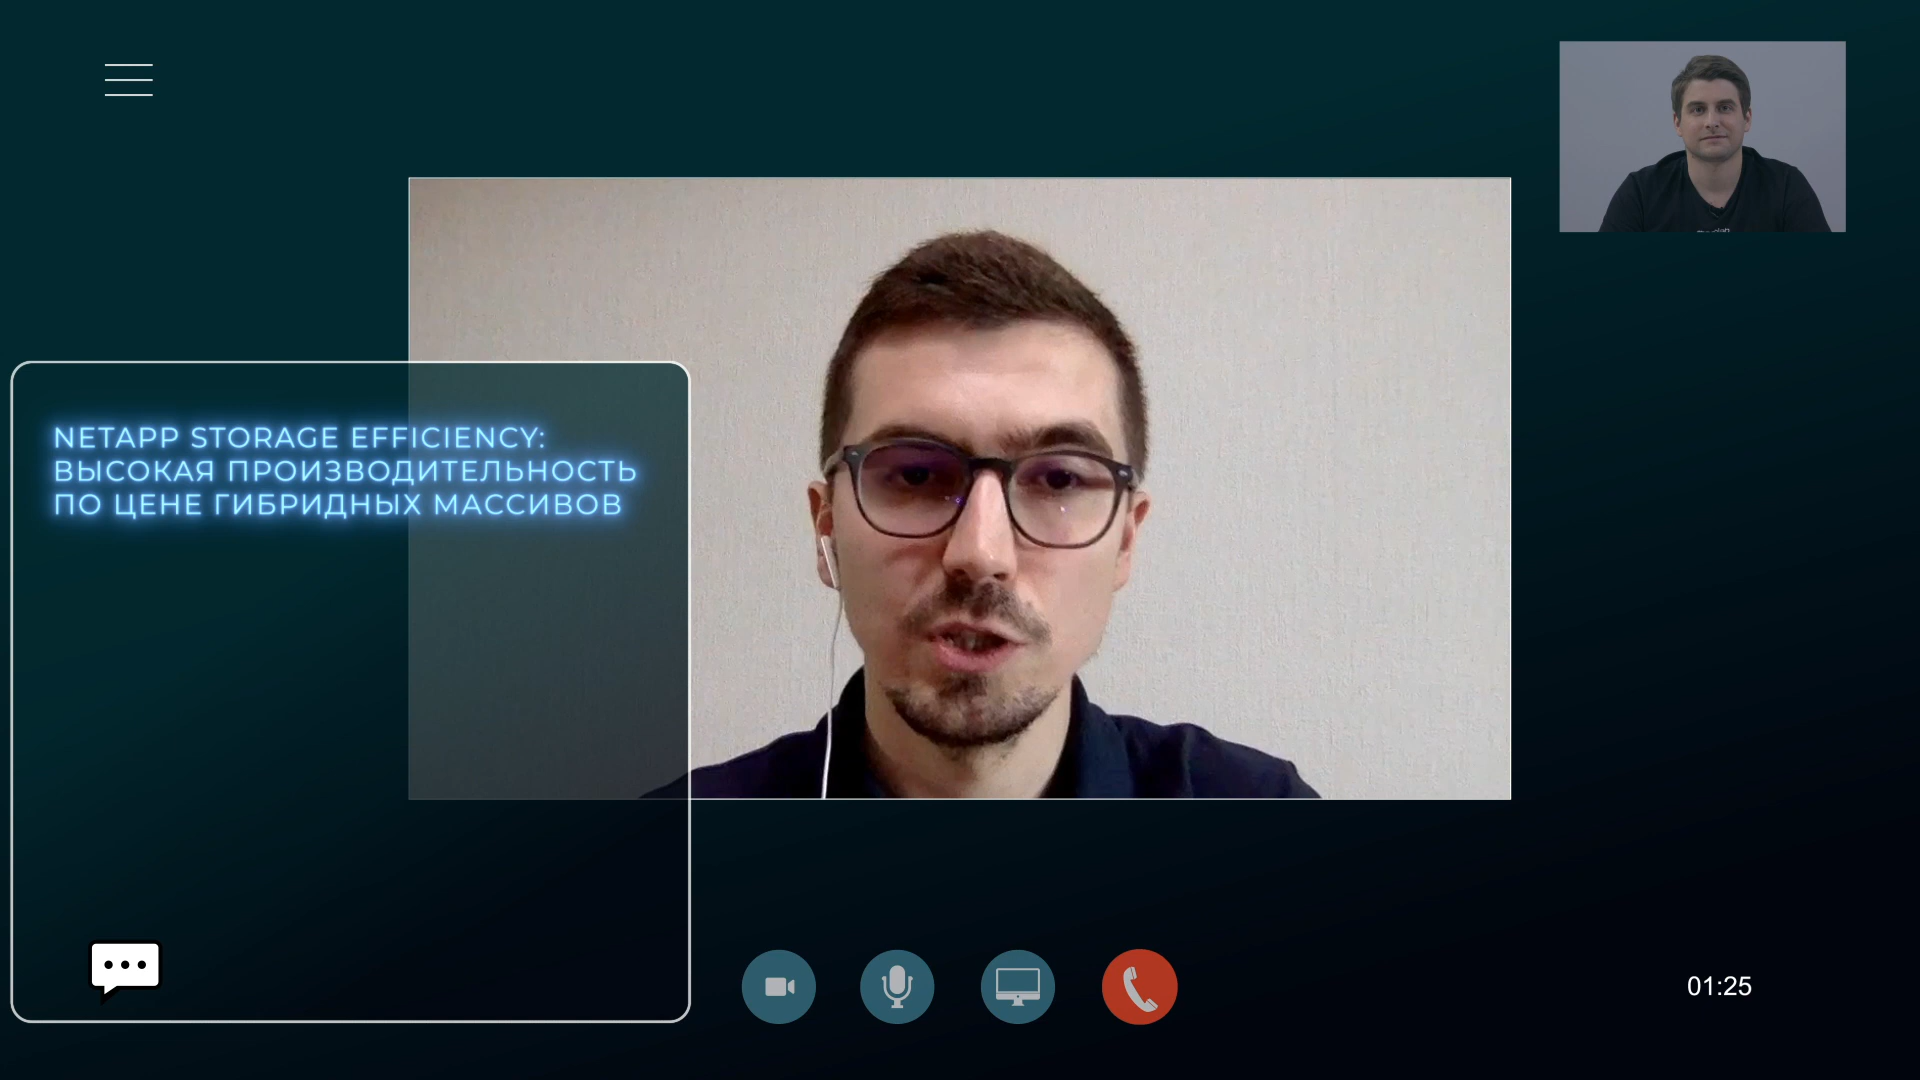 NETAPP STORAGE EFFICIENCY:
ВЫСОКАЯ ПРОИЗВОДИТЕЛЬНОСТЬ
ПО ЦЕНЕ ГИБРИДНЫХ МАССИВОВ
01:25